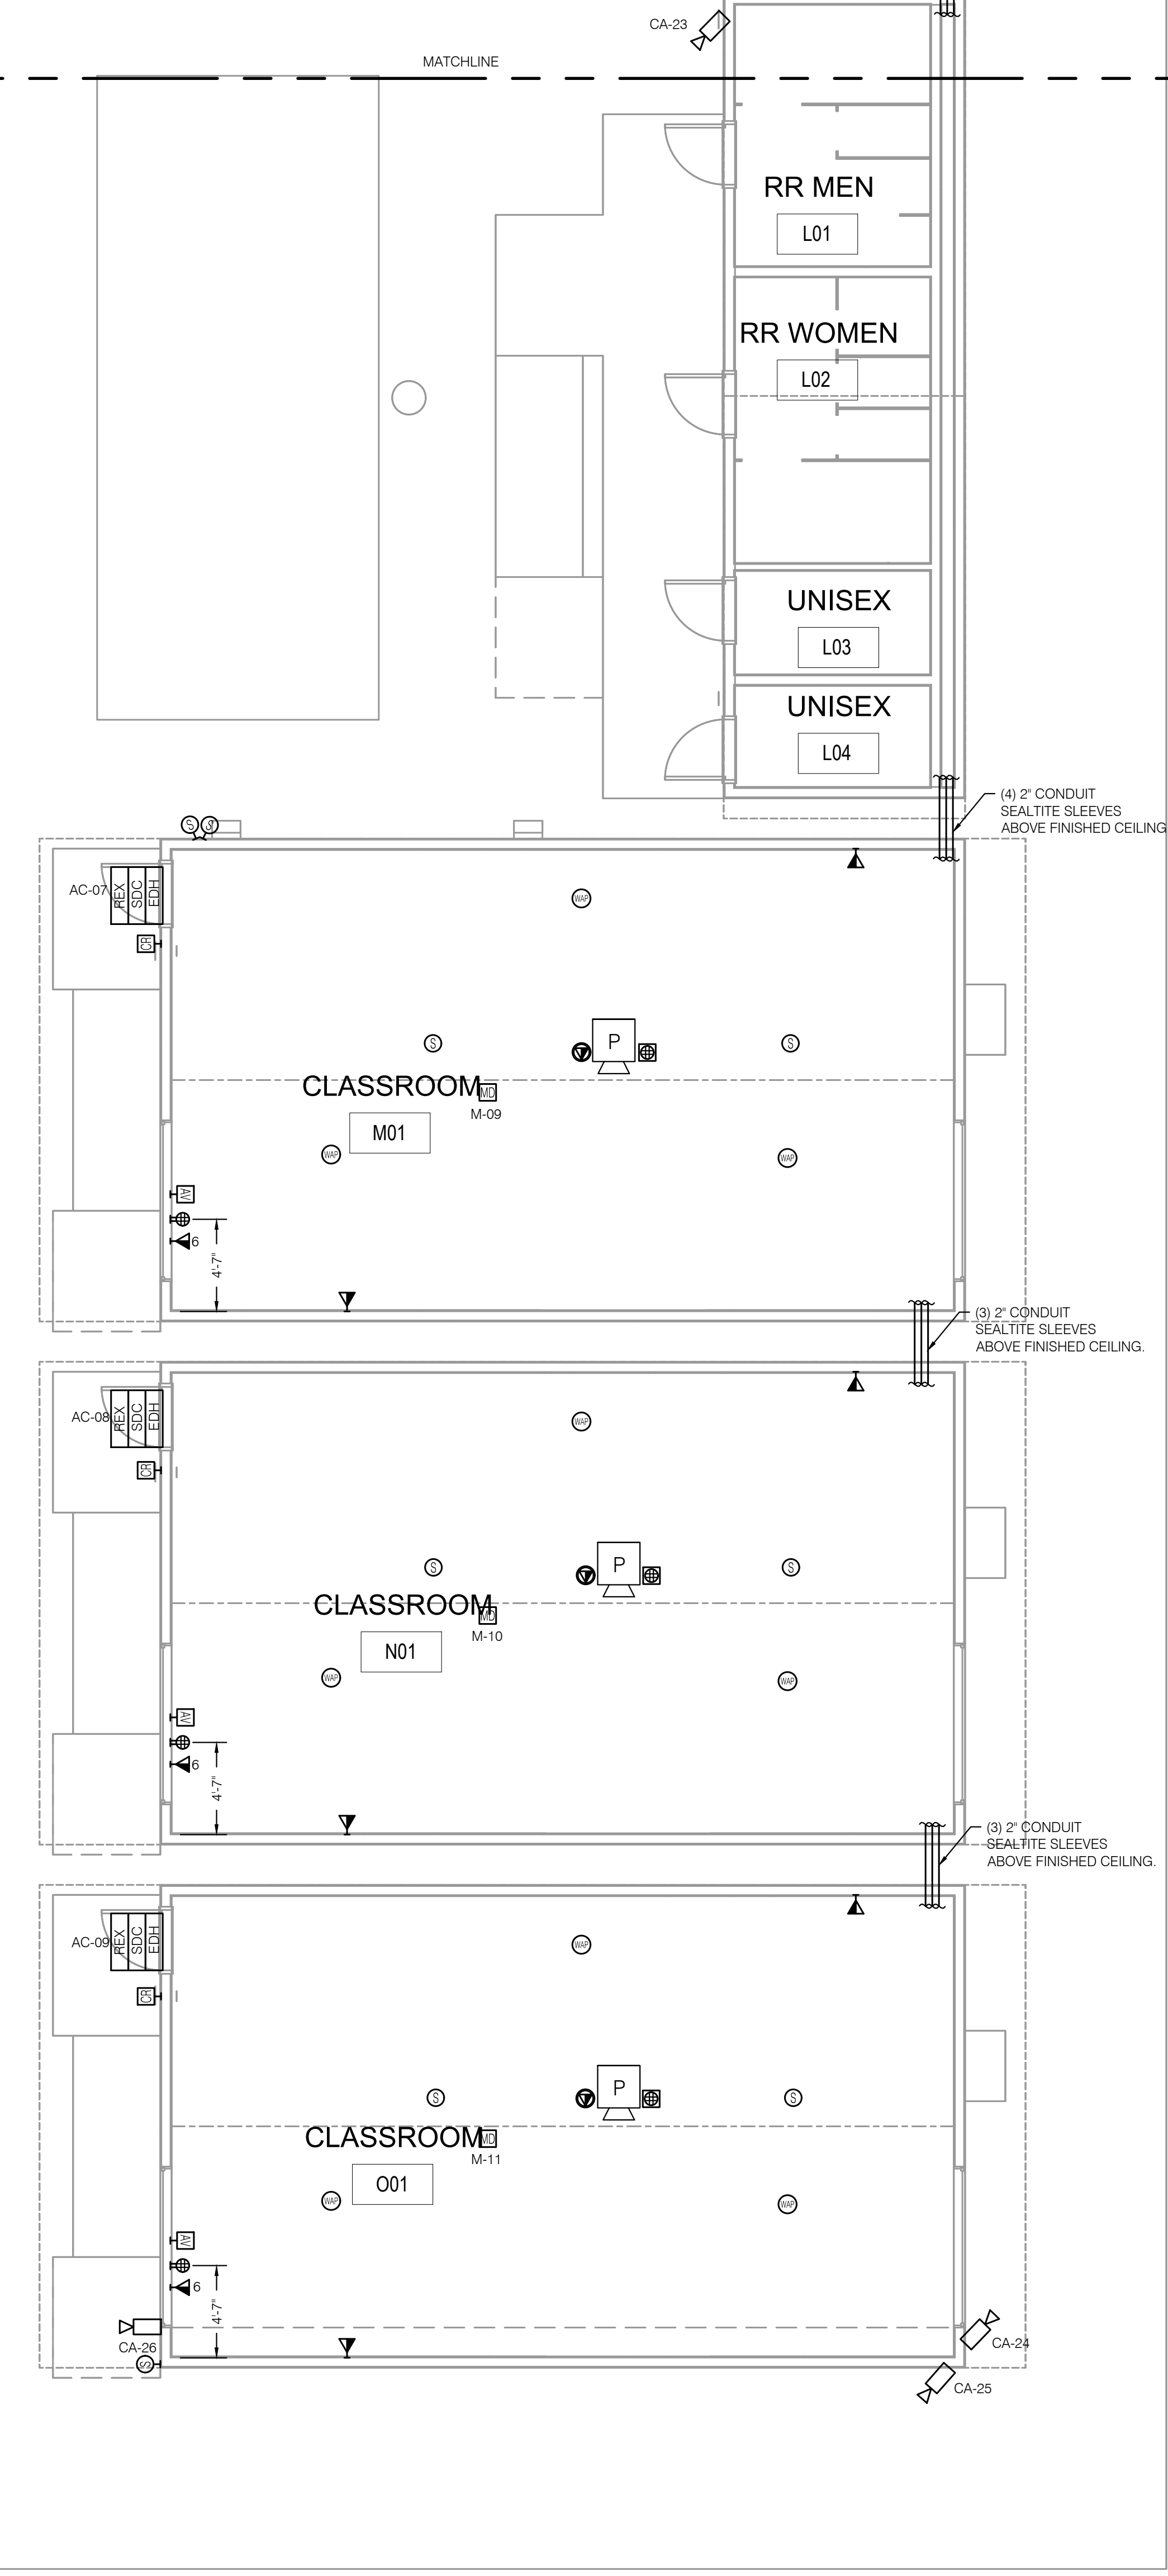 CA-23
MATCHLINE
RR MEN
L01
RR WOMEN
L02
UNISEX
L03
UNISEX
L04
(4) 2" CONDUIT
SEALTITE SLEEVES
ABOVE FINISHED CEILING
S
S
AC-07
REX
SDC
EDH
CR
WAP
S
P
S
CLASSROOM
MD
M-09
M01
WAP
WAP
AV
6
4'-7"
(3) 2" CONDUIT
SEALTITE SLEEVES
ABOVE FINISHED CEILING.
AC-08
REX
SDC
EDH
CR
WAP
S
P
S
CLASSROOM
MD
M-10
N01
WAP
WAP
AV
6
4'-7"
(3) 2" CONDUIT
SEALTITE SLEEVES
ABOVE FINISHED CEILING.
AC-09
REX
SDC
EDH
CR
WAP
S
P
S
CLASSROOM
MD
M-11
O01
WAP
WAP
AV
6
4'-7"
CA-26
S
CA-24
CA-25